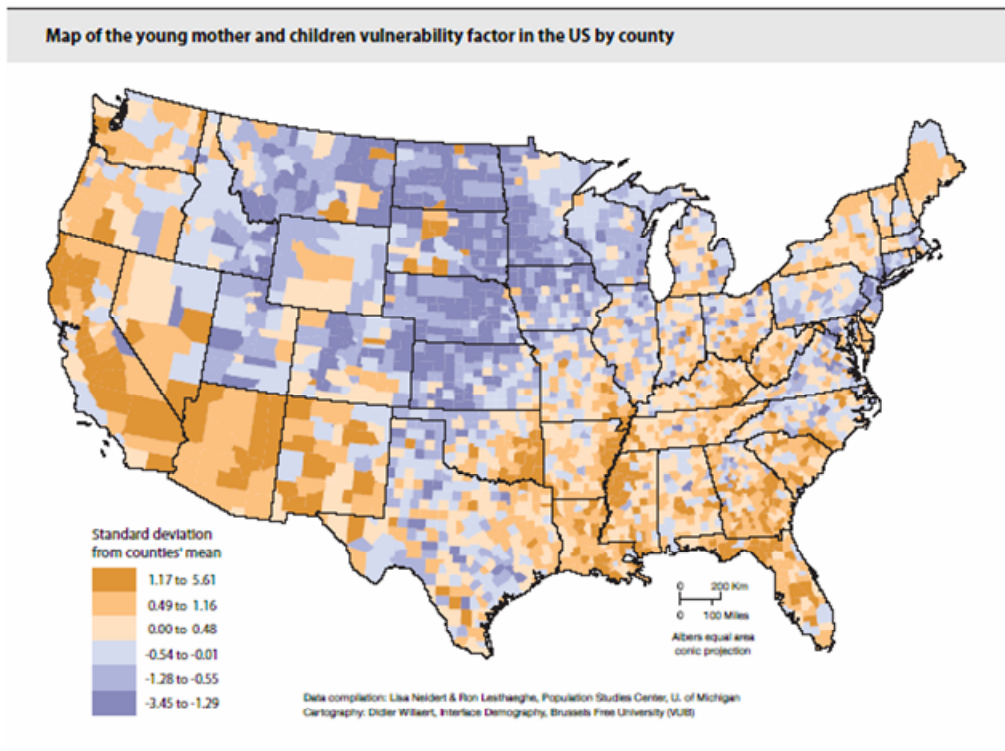 Map of the young mother and children vulnerability factor in the US by county
Standard deviation
from counties' mean
1.17 to 5.61
0.49 to 1.16
0.00 to 0.48
-0.54 to -0.01
-1.28 to -0.55
-3.45 to -1.29
0 200 Km
0 100 Miles
Albers equal area
conic projection
Data compilation: Lisa Neidert & Ron Lesthaeghe, Population Studies Center, U. of Michigan
Cartography: Didier Willaert, Interface Demography, Brussels Free University (VUB)